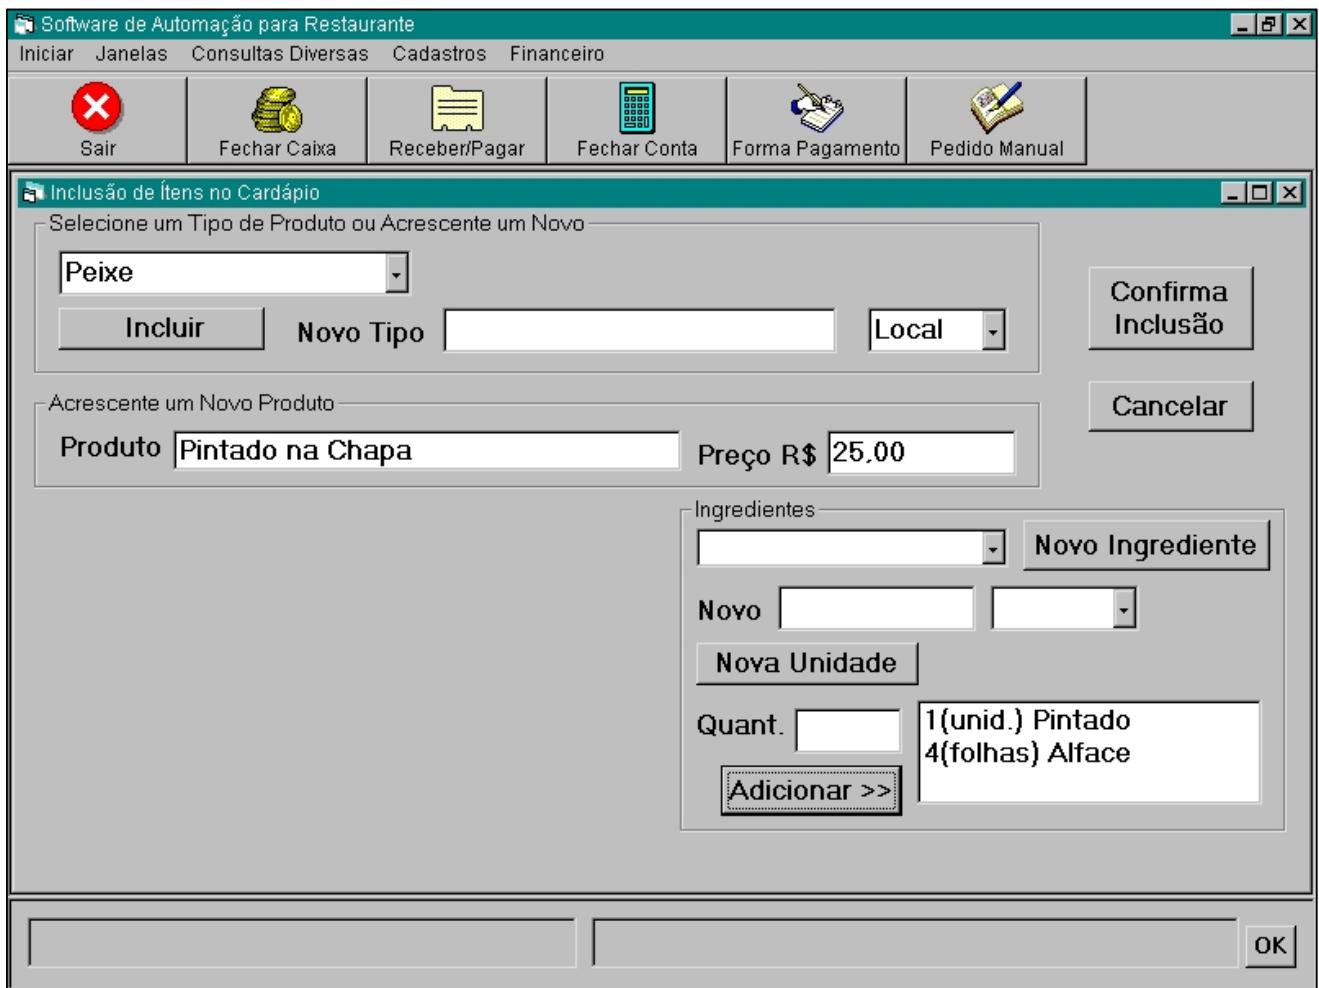 Software de Automação para Restaurante
Iniciar Janelas Consultas Diversas Cadastros Financeiro
Sair Fechar Caixa Receber/Pagar Fechar Conta Forma Pagamento Pedido Manual
Inclusão de Ítens no Cardápio
Selecione um Tipo de Produto ou Acrescente um Novo
Peixe
Incluir Novo Tipo Local
Confirma
Inclusão
Cancelar
Acrescente um Novo Produto
Produto Pintado na Chapa Preço R$ 25,00
Ingredientes
Novo Ingrediente
Novo
Nova Unidade
Quant.
1(unid.) Pintado
4(folhas) Alface
Adicionar >>
OK